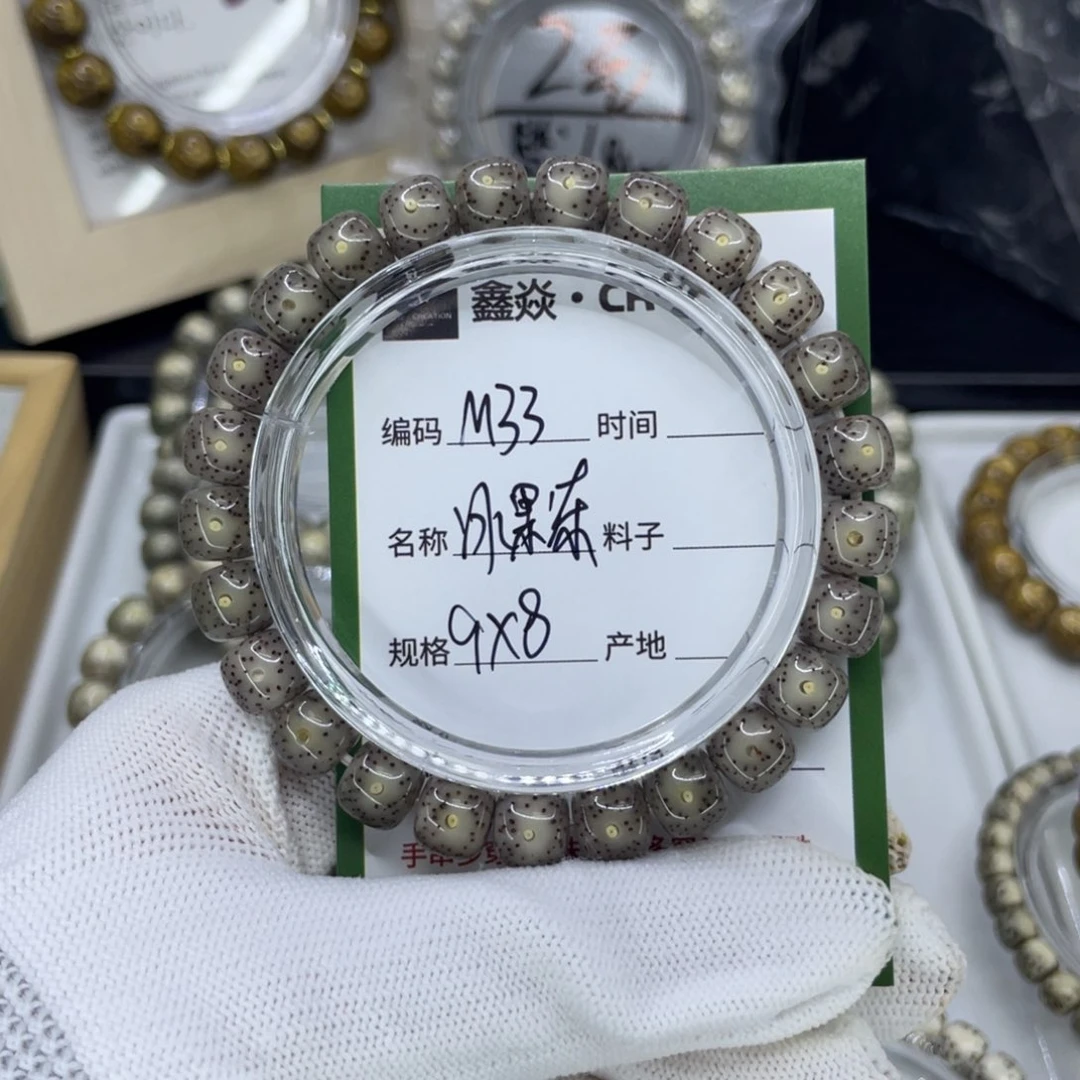 鑫焱·CH
CREATION
编码 M33 时间
名称 冰果冻 料子
规格 9X8 产地